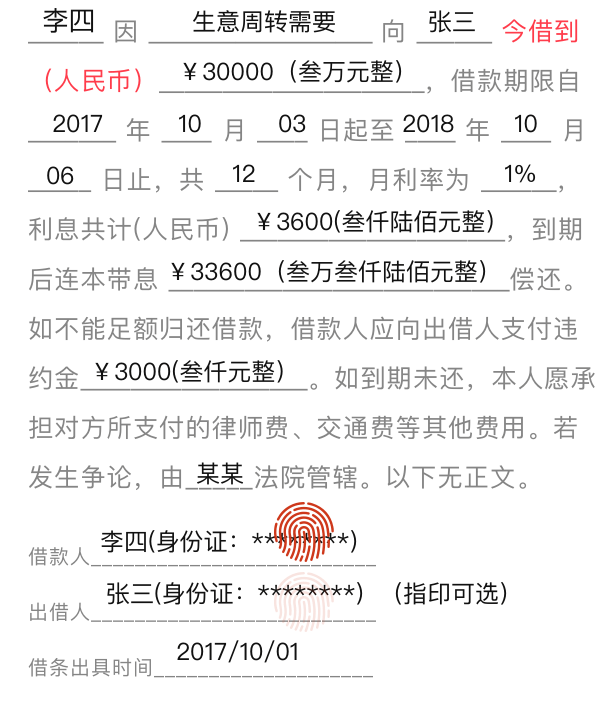 李四 因 生意周转需要 向 张三 今借到
（人民币）￥30000（叁万元整），借款期限自
2017 年 10 月 03 日起至 2018 年 10 月
06 日止，共 12 个月，月利率为 1%，
利息共计(人民币) ￥3600(叁仟陆佰元整)，到期
后连本带息 ￥33600（叁万叁仟陆佰元整）偿还。
如不能足额归还借款，借款人应向出借人支付违
约金￥3000(叁仟元整)。如到期未还，本人愿承
担对方所支付的律师费、交通费等其他费用。若
发生争论，由 某某 法院管辖。以下无正文。
借款人 李四(身份证：********)
出借人 张三(身份证：********) （指印可选）
借条出具时间 2017/10/01